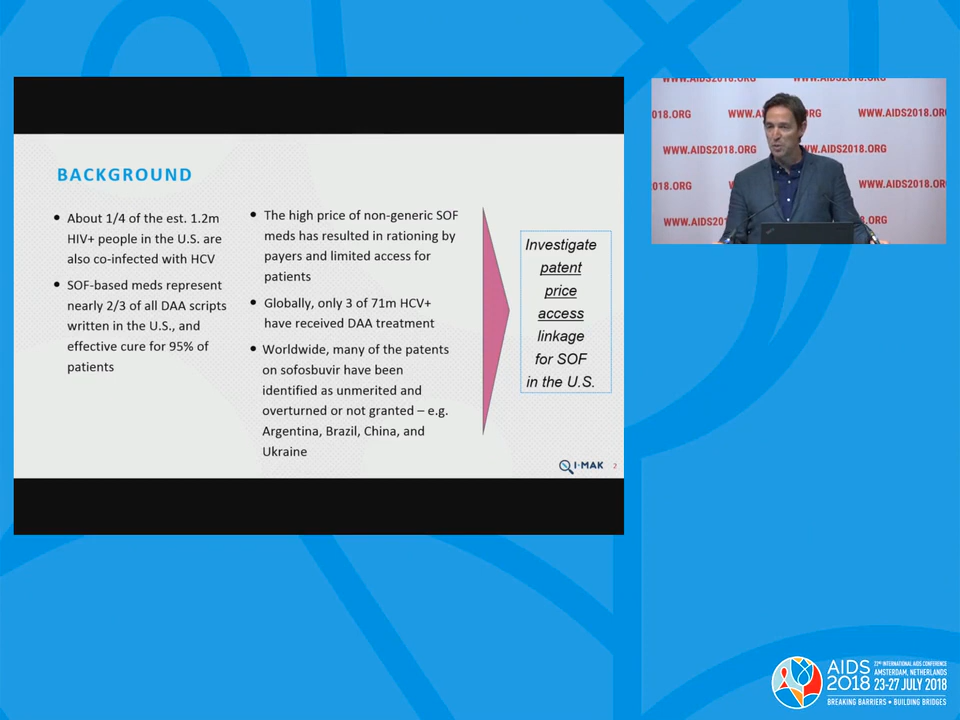 BACKGROUND
• About 1/4 of the est. 1.2m
HIV+ people in the U.S. are
also co-infected with HCV
• SOF-based meds represent
nearly 2/3 of all DAA scripts
written in the U.S., and
effective cure for 95% of
patients
• The high price of non-generic SOF
meds has resulted in rationing by
payers and limited access for
patients
• Globally, only 3 of 71m HCV+
have received DAA treatment
• Worldwide, many of the patents
on sofosbuvir have been
identified as unmerited and
overturned or not granted – e.g.
Argentina, Brazil, China, and
Ukraine
Investigate
patent
price
access
linkage
for SOF
in the U.S.
I-MAK 2
WWW.AIDS2018.ORG WWW.AIDS2018.ORG
018.ORG WWW.A RG WWW.AIDS2018.OR
WWW.AIDS2018.ORG WW.AIDS2018.ORG
018.ORG WWW.AIDS2018.OR
.ORG
AIDS
2018
22ND INTERNATIONAL AIDS CONFERENCE
AMSTERDAM, NETHERLANDS
23-27 JULY 2018
BREAKING BARRIERS • BUILDING BRIDGES